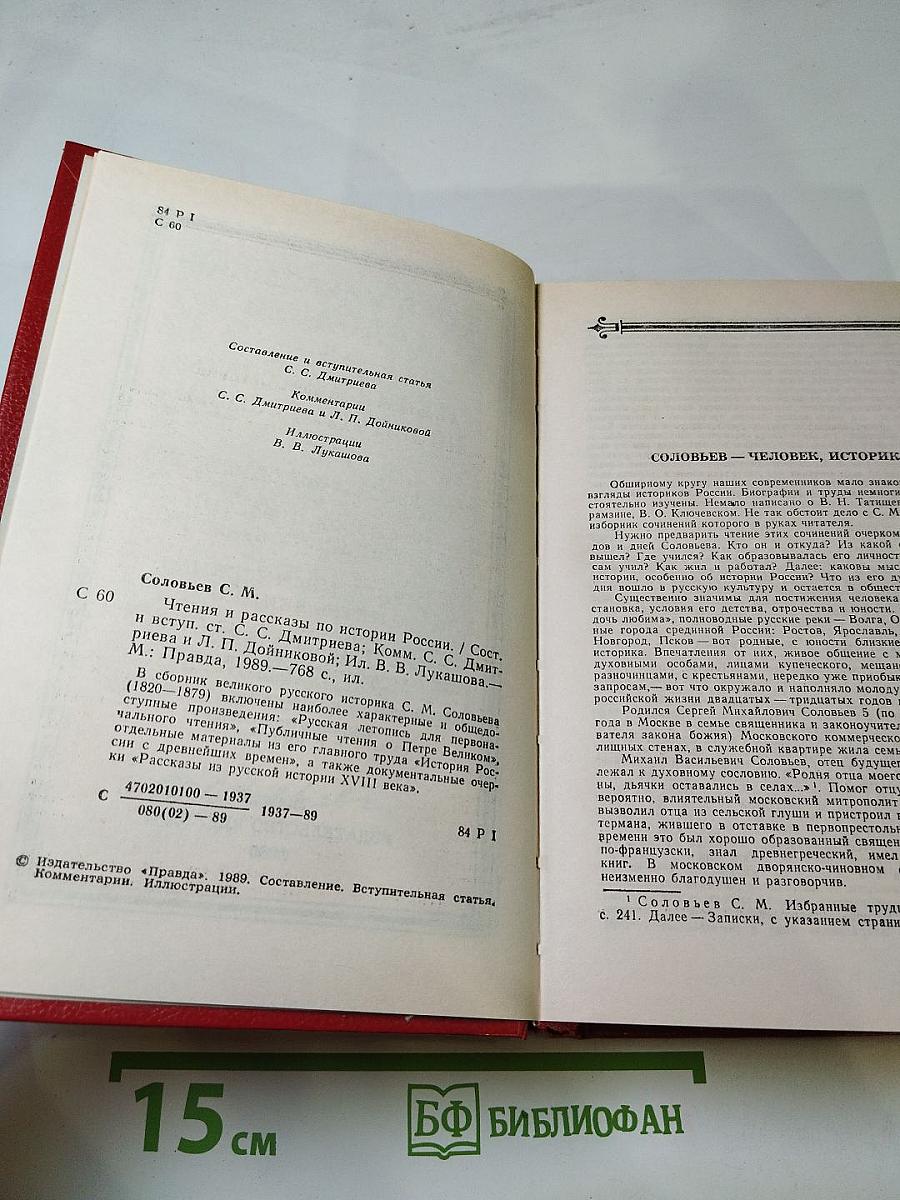 84 Р I
С 60
Составление и вступительная статья
С. С. Дмитриева
Комментарии
С. С. Дмитриева и Л. П. Дойниковой
Иллюстрации
В. В. Лукашова
Соловьев С. М.
С 60
Чтения и рассказы по истории России. / Сост.
и вступ. ст. С. С. Дмитриева; Комм. С. С. Дмит-
риева и Л. П. Дойниковой; Ил. В. В. Лукашова.—
М.: Правда, 1989.—768 с., ил.
В сборник великого русского историка С. М. Соловьева
(1820—1879) включены наиболее характерные и общедо-
ступные произведения: «Русская летопись для первона-
чального чтения», «Публичные чтения о Петре Великом»,
отдельные материалы из его главного труда «История Рос-
сии с древнейших времен», а также документальные очер-
ки «Рассказы из русской истории XVIII века».
С 4702010100 — 1937
080(02) — 89
1937—89
84 Р I
© Издательство «Правда». 1989. Составление. Вступительная статья.
Комментарии. Иллюстрации.
СОЛОВЬЕВ — ЧЕЛОВЕК, ИСТОРИК
Обширному кругу наших современников мало знако
взгляды историков России. Биографии и труды немноги
стоятельно изучены. Немало написано о В. Н. Татищев
рамзине, В. О. Ключевском. Не так обстоит дело с С. М
изборник сочинений которого в руках читателя.
Нужно предварить чтение этих сочинений очерком
дов и дней Соловьева. Кто он и откуда? Из какой
вышел? Где учился? Как образовывалась его личност
сам учил? Как жил и работал? Далее: каковы мыс
истории, особенно об истории России? Что из его ду
дня вошло в русскую культуру и остается в общест
Существенно значимы для постижения человека
становка, условия его детства, отрочества и юности.
дочь любима», полноводные русские реки — Волга, О
ные города срединной России: Ростов, Ярославль,
Новгород, Псков — вот родные, с юности близкие
историка. Впечатления от них, живое общение с м
духовными особами, лицами купеческого, мещан
разночинцами, с крестьянами, нередко уже приобык
запросам,— вот что окружало и наполняло молоду
российской жизни двадцатых — тридцатых годов
Родился Сергей Михайлович Соловьев 5 (по
года в Москве в семье священника и законоучител
вателя закона божия) Московского коммерческо
лищных стенах, в служебной квартире жила семь
Михаил Васильевич Соловьев, отец будущег
лежал к духовному сословию. «Родня отца моег
ны, дьячки оставались в селах...»¹. Помог отцу
вероятно, влиятельный московский митрополит
вызволил отца из сельской глуши и пристроил
термана, жившего в отставке в первопрестольн
времени это был хорошо образованный священ
по-французски, знал древнегреческий, имел
книг. В московском дворянско-чиновном
неизменно благодушен и разговорчив.
¹ Соловьев С. М. Избранные труды
с. 241. Далее — Записки, с указанием страни
15 см
БФ БИБЛИОФАН